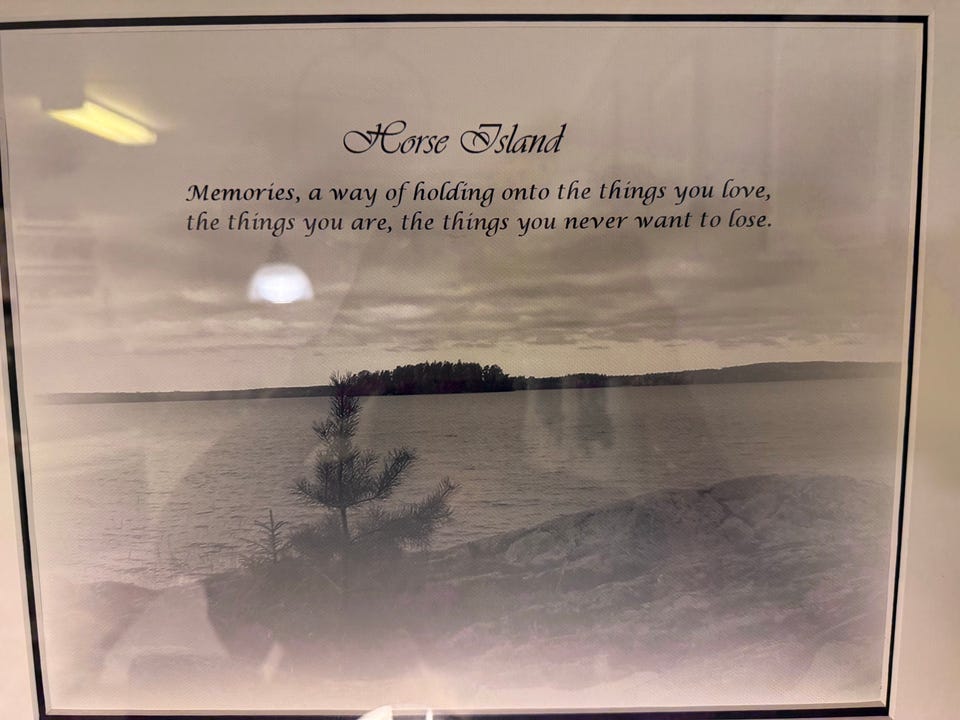 Horse Island
Memories, a way of holding onto the things you love,
the things you are, the things you never want to lose.